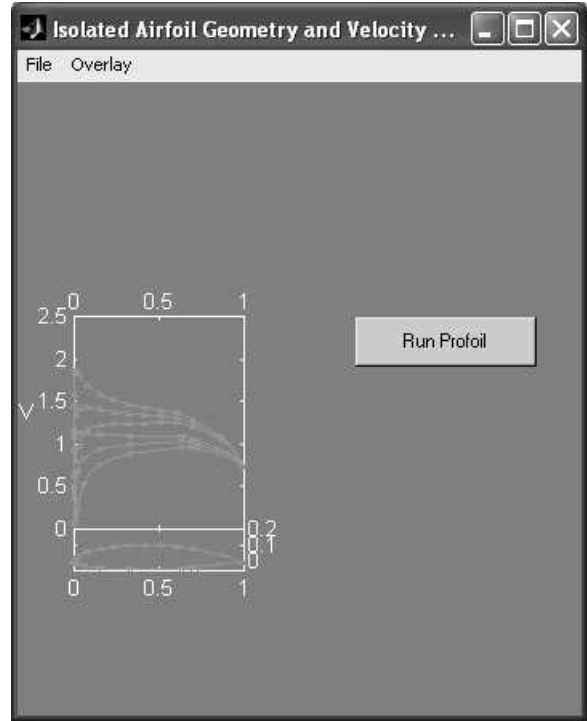 Isolated Airfoil Geometry and Velocity ...
File Overlay
0 0.5 1
2.5
2
V 1.5
1
0.5
0 0.2
0.1
0
0 0.5 1
Run Profoil